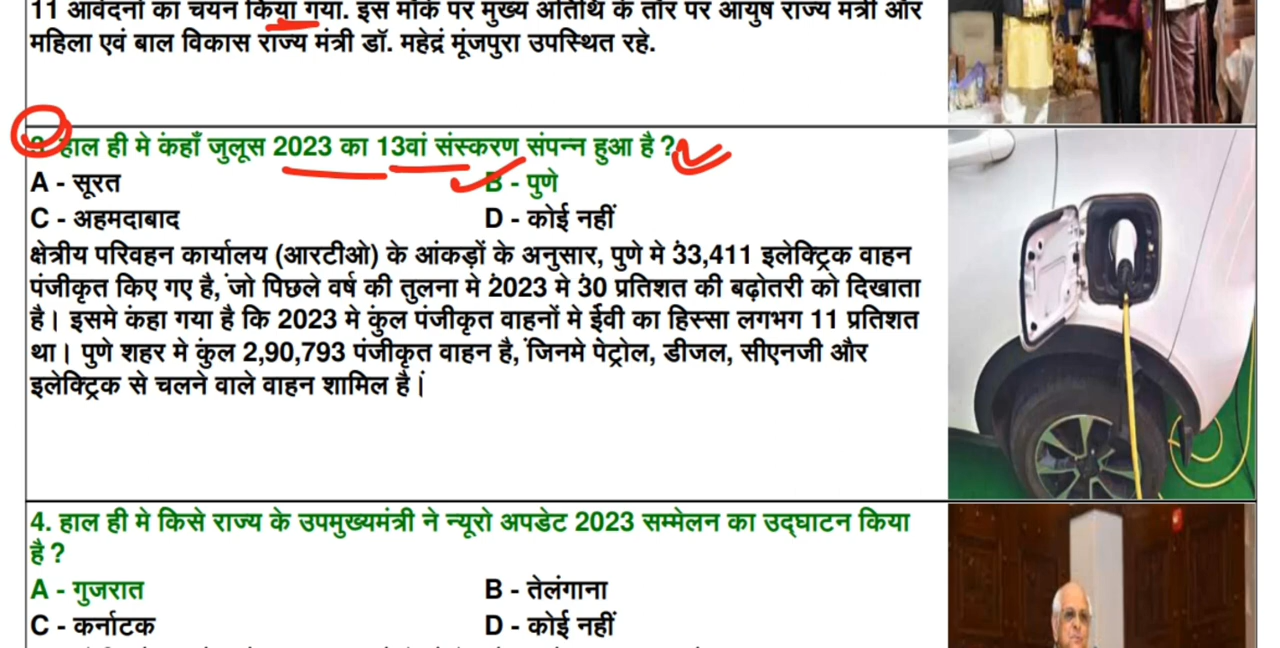 11 आवेदनों का चयन किया गया. इस मौके पर मुख्य अतिथि के तौर पर आयुष राज्य मंत्री और
महिला एवं बाल विकास राज्य मंत्री डॉ. महेद्रं मूंजपुरा उपस्थित रहे.
हाल ही मे कंहाँ जुलूस 2023 का 13वां संस्करण संपन्न हुआ है ?
A - सूरत
B - पुणे
C - अहमदाबाद
D - कोई नहीं
क्षेत्रीय परिवहन कार्यालय (आरटीओ) के आंकड़ों के अनुसार, पुणे मे 33,411 इलेक्ट्रिक वाहन
पंजीकृत किए गए है, जो पिछले वर्ष की तुलना मे 2023 मे 30 प्रतिशत की बढ़ोतरी को दिखाता
है। इसमे कंहा गया है कि 2023 मे कुंल पंजीकृत वाहनों मे ईवी का हिस्सा लगभग 11 प्रतिशत
था। पुणे शहर मे कुंल 2,90,793 पंजीकृत वाहन है, जिनमे पेट्रोल, डीजल, सीएनजी और
इलेक्ट्रिक से चलने वाले वाहन शामिल है।
4. हाल ही मे किसे राज्य के उपमुख्यमंत्री ने न्यूरो अपडेट 2023 सम्मेलन का उद्घाटन किया
है ?
A - गुजरात
B - तेलंगाना
C - कर्नाटक
D - कोई नहीं